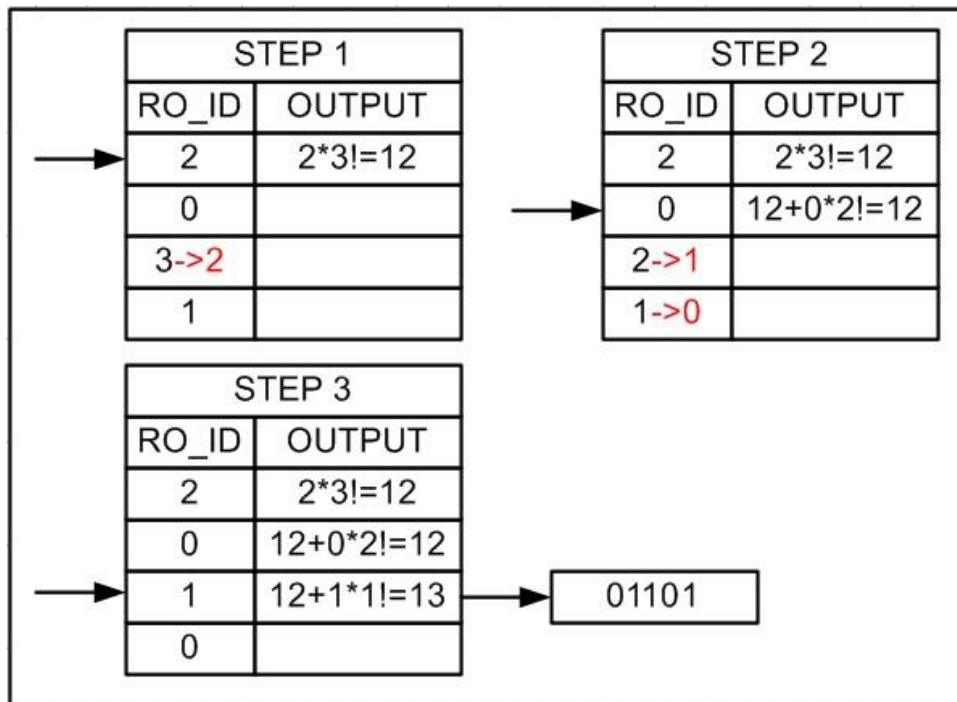 STEP 1
RO_ID OUTPUT
2 2*3!=12
0
3->2
1
STEP 2
RO_ID OUTPUT
2 2*3!=12
0 12+0*2!=12
2->1
1->0
STEP 3
RO_ID OUTPUT
2 2*3!=12
0 12+0*2!=12
1 12+1*1!=13 01101
0